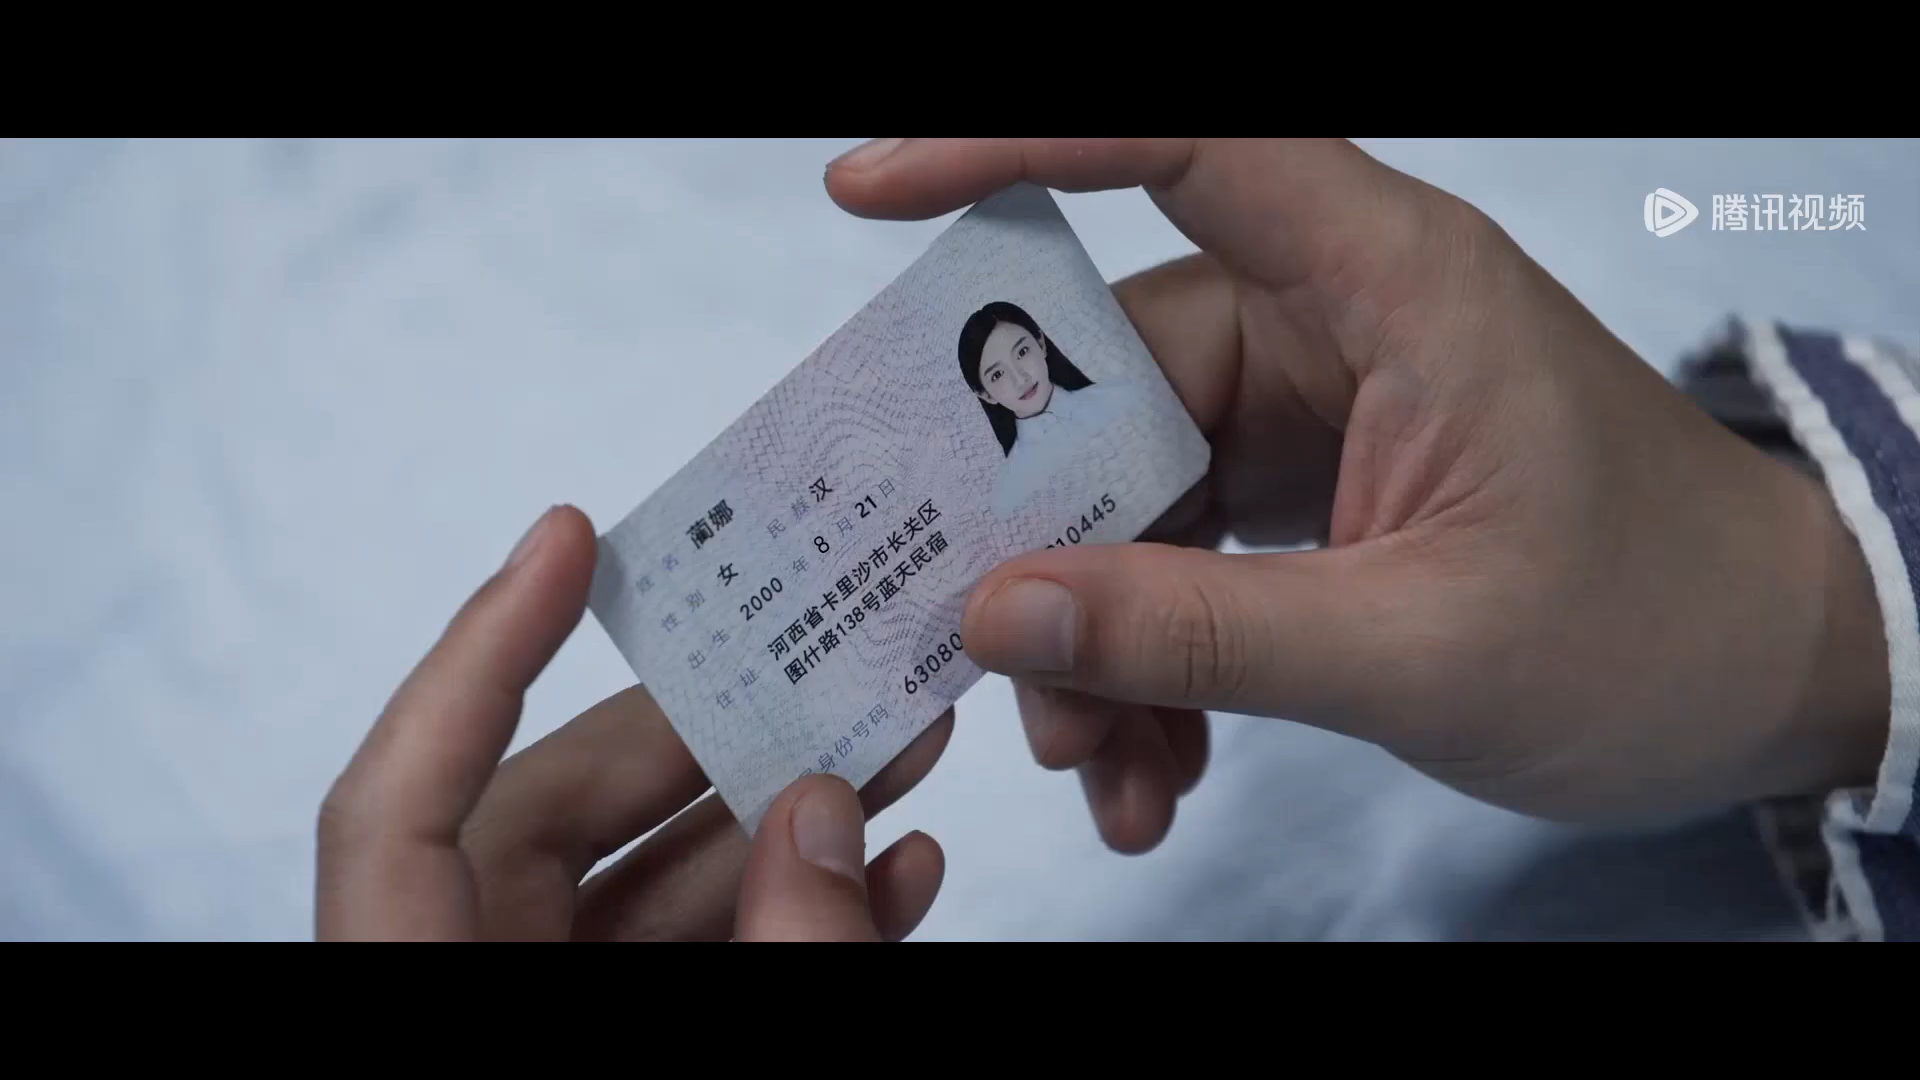 腾讯视频
姓名 蔺娜
性别 女 民族 汉
出生 2000 年 8 月 21 日
住址 河西省卡里沙市长关区
图什路138号蓝天民宿
民身份号码 63080 10445